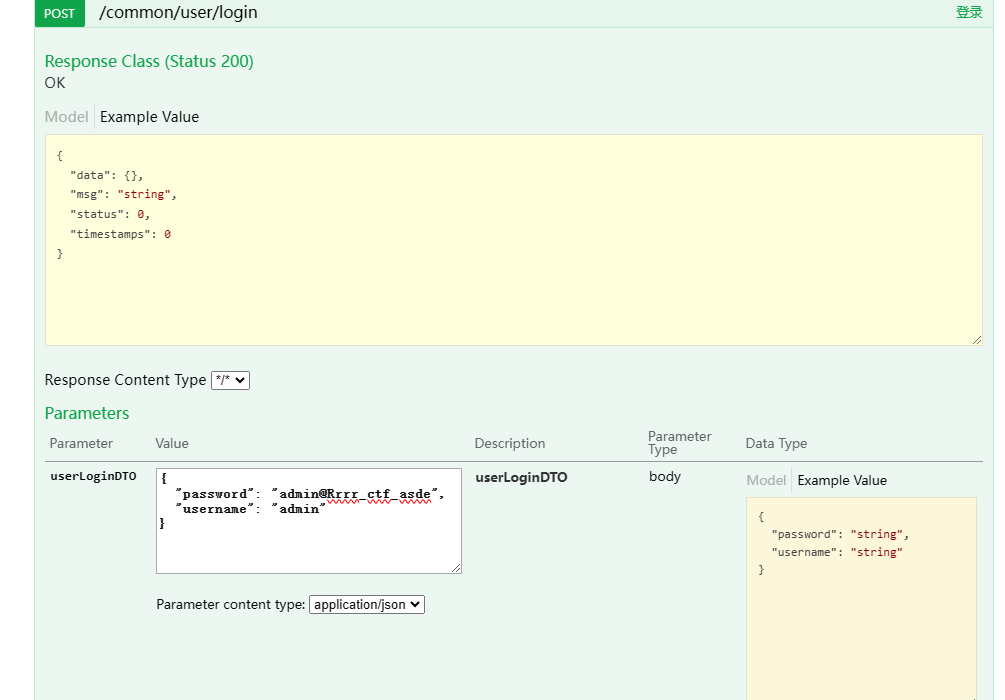 POST /common/user/login 登录
Response Class (Status 200)
OK
Model Example Value
{
"data": {},
"msg": "string",
"status": 0,
"timestamps": 0
}
Response Content Type */*
Parameters
Parameter Value Description Parameter Type Data Type
userLoginDTO
{
"password": "admin@Rrrr_ctf_asde",
"username": "admin"
}
userLoginDTO body
Model Example Value
{
"password": "string",
"username": "string"
}
Parameter content type: application/json